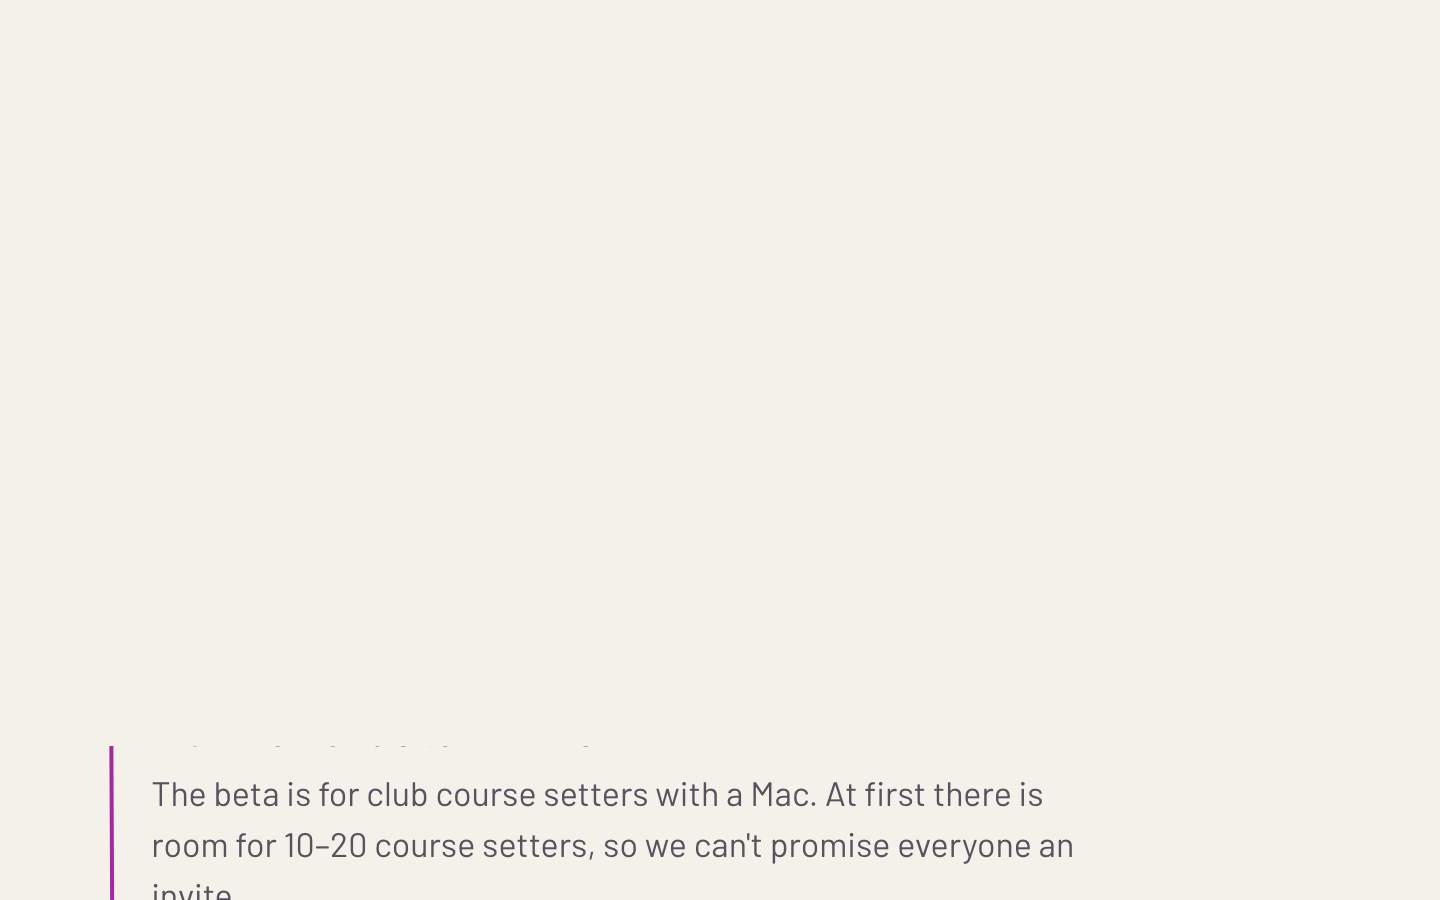 The beta is for club course setters with a Mac. At first there is
room for 10–20 course setters, so we can't promise everyone an
invite.